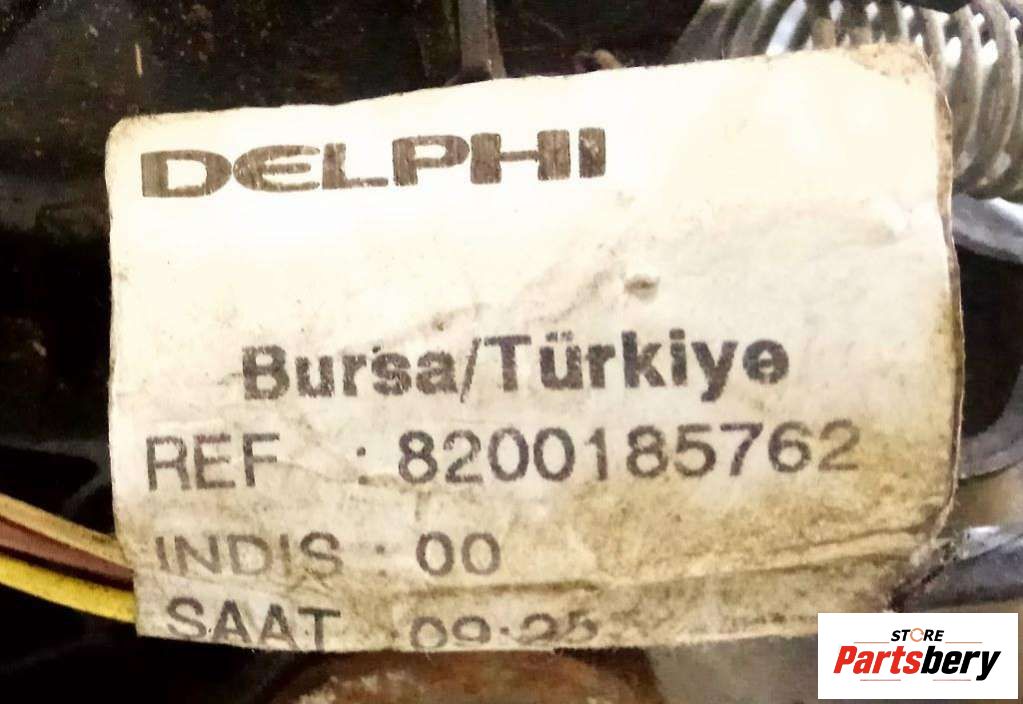 DELPHI
Bursa/Türkiye
REF : 8200185762
INDIS : 00
SAAT 09:25
STORE
Partsbery